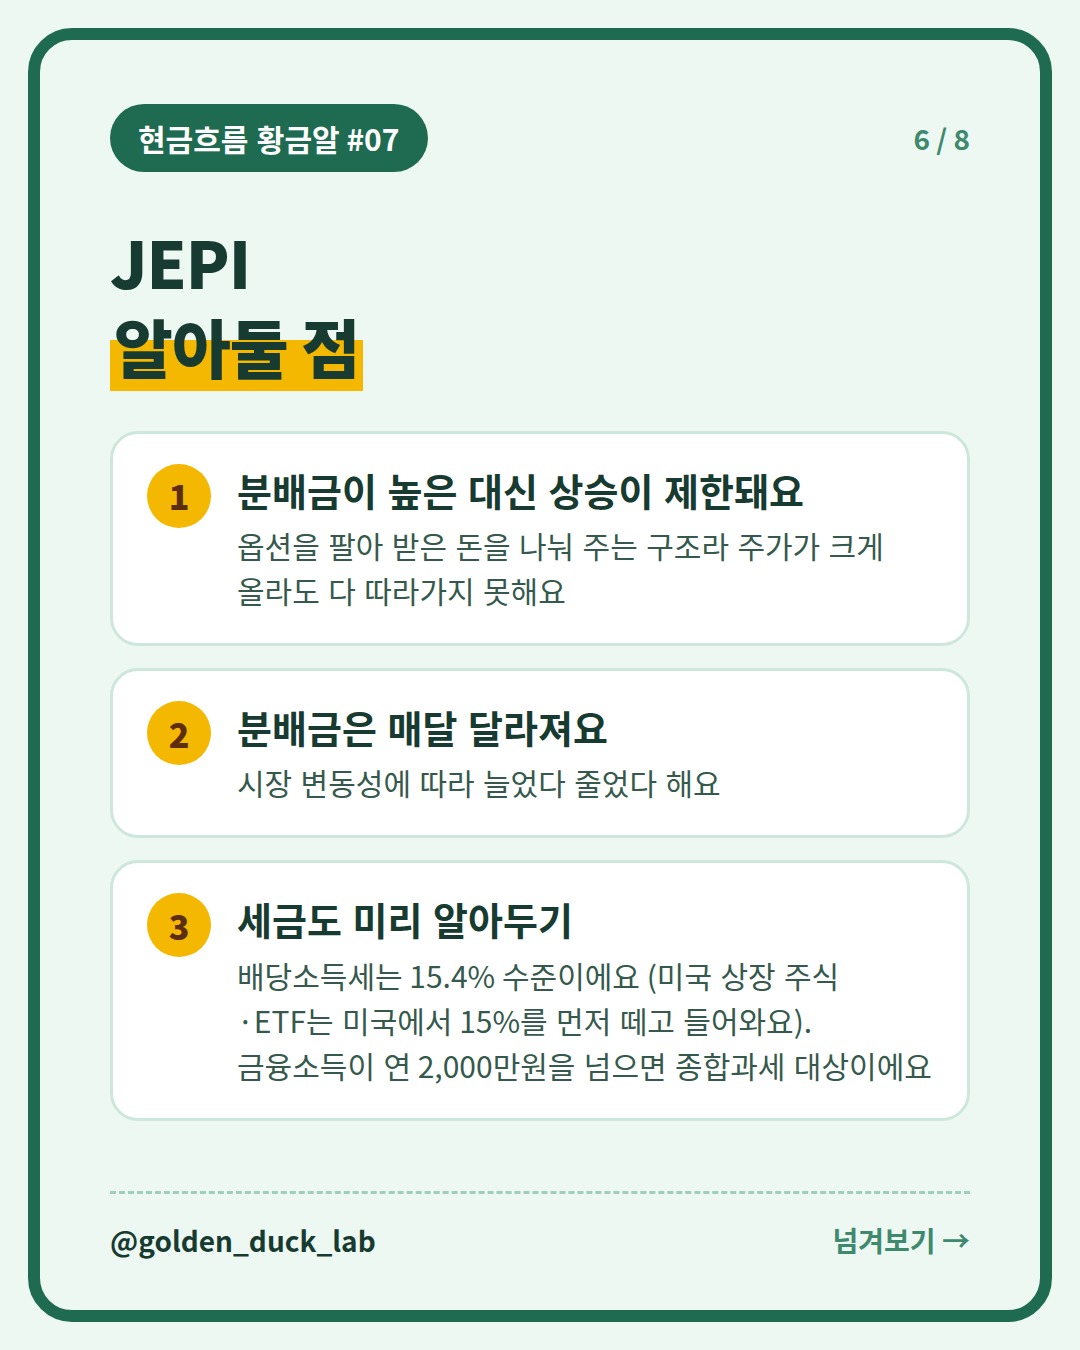 현금흐름 황금알 #07
6 / 8
JEPI
알아둘 점
1
분배금이 높은 대신 상승이 제한돼요
옵션을 팔아 받은 돈을 나눠 주는 구조라 주가가 크게
올라도 다 따라가지 못해요
2
분배금은 매달 달라져요
시장 변동성에 따라 늘었다 줄었다 해요
3
세금도 미리 알아두기
배당소득세는 15.4% 수준이에요 (미국 상장 주식
·ETF는 미국에서 15%를 먼저 떼고 들어와요).
금융소득이 연 2,000만원을 넘으면 종합과세 대상이에요
@golden_duck_lab
넘겨보기 →